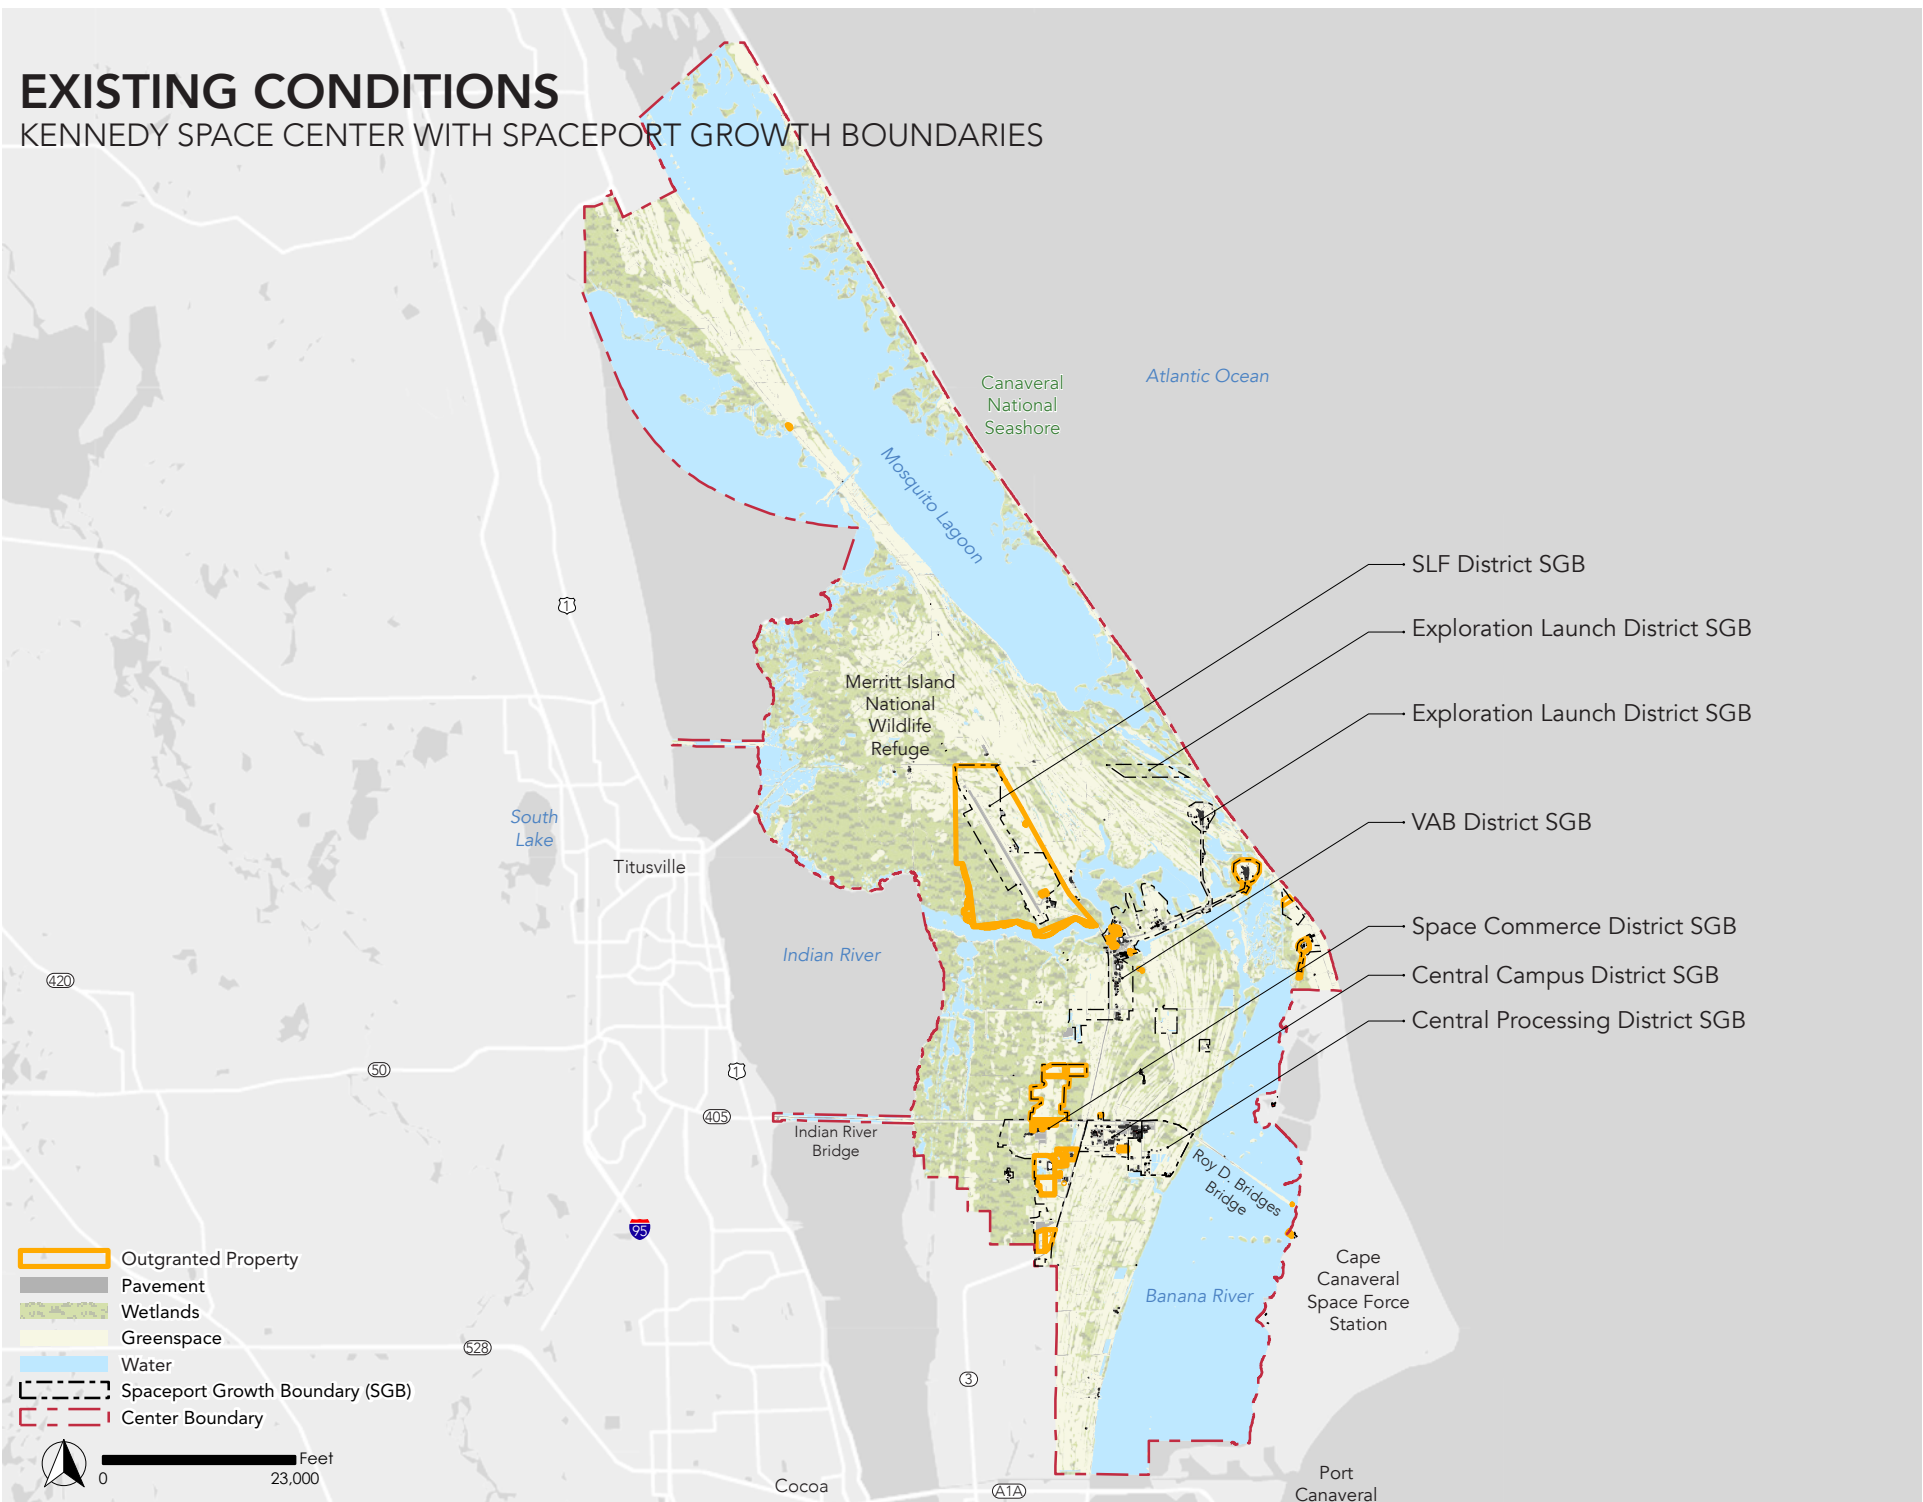 EXISTING CONDITIONS
KENNEDY SPACE CENTER WITH SPACEPORT GROWTH BOUNDARIES
Canaveral
National
Seashore
Atlantic Ocean
Mosquito Lagoon
SLF District SGB
Exploration Launch District SGB
Exploration Launch District SGB
VAB District SGB
Space Commerce District SGB
Central Campus District SGB
Central Processing District SGB
1
Merritt Island
National
Wildlife
Refuge
South
Lake
Titusville
Indian River
420
50
1
405
Indian River
Bridge
Roy D. Bridges
Bridge
95
Banana River
Cape
Canaveral
Space Force
Station
528
3
Cocoa
A1A
Port
Canaveral
Outgranted Property
Pavement
Wetlands
Greenspace
Water
Spaceport Growth Boundary (SGB)
Center Boundary
Feet
0 23,000